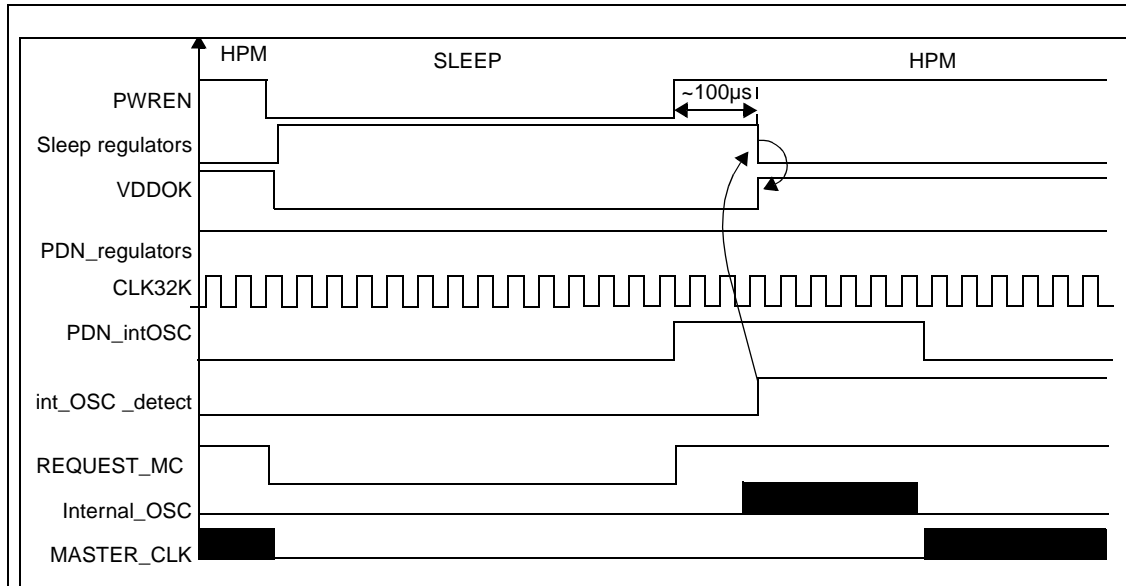 HPM SLEEP HPM
PWREN ~100µs
Sleep regulators
VDDOK
PDN_regulators
CLK32K
PDN_intOSC
int_OSC _detect
REQUEST_MC
Internal_OSC
MASTER_CLK